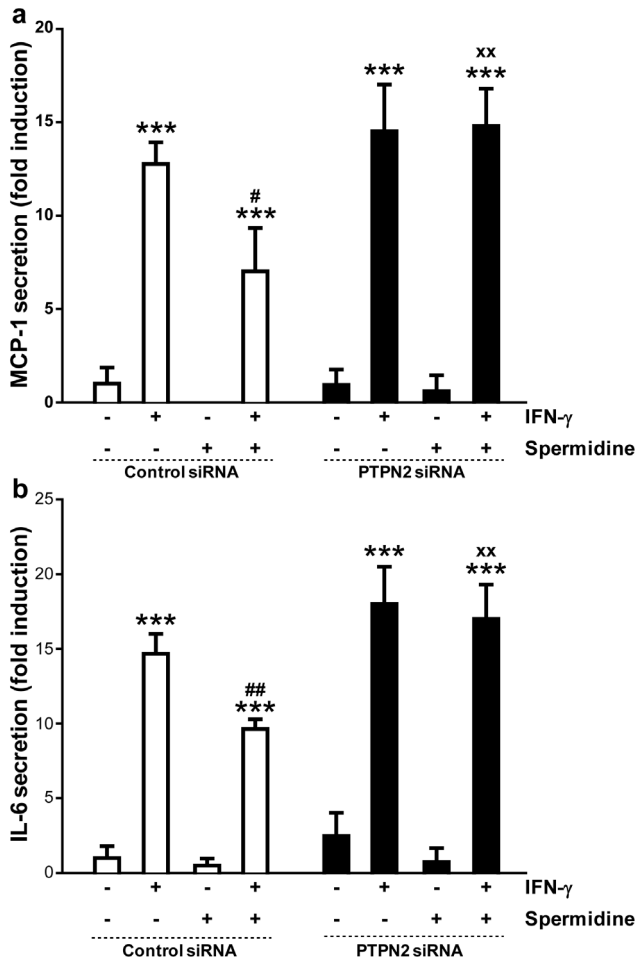 a
MCP-1 secretion (fold induction)
20
15
10
5
0
***
#
***
***
xx
***
- + - + - + - + IFN-γ
- - + + - - + + Spermidine
Control siRNA PTPN2 siRNA
b
IL-6 secretion (fold induction)
25
20
15
10
5
0
***
##
***
***
xx
***
- + - + - + - + IFN-γ
- - + + - - + + Spermidine
Control siRNA PTPN2 siRNA